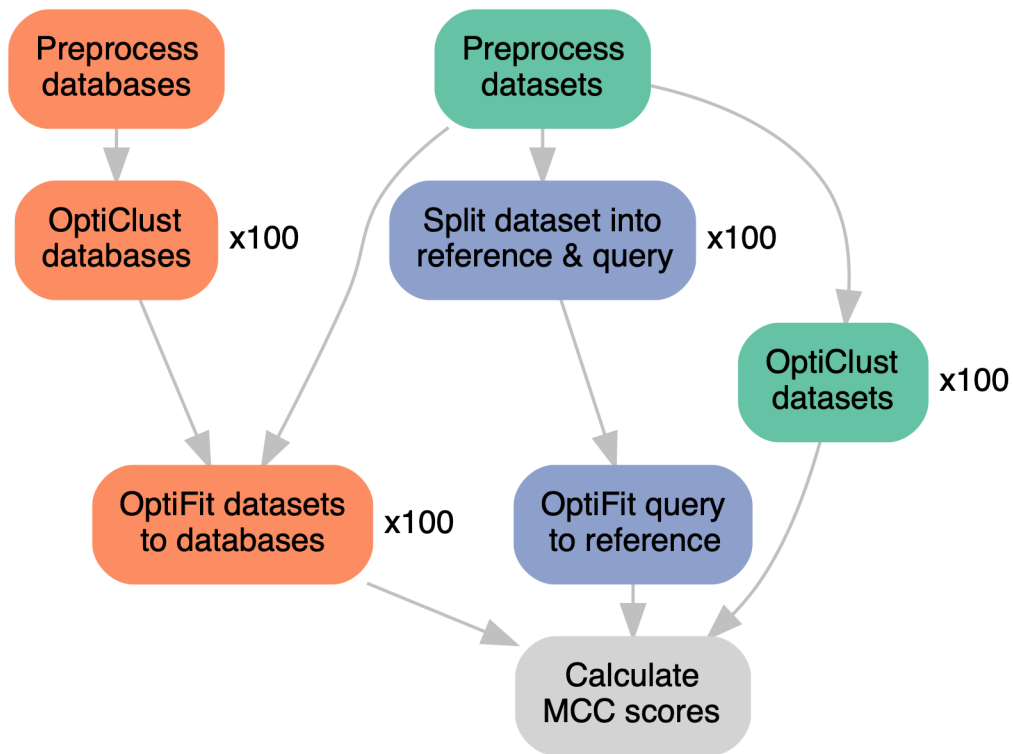 Preprocess
databases
Preprocess
datasets
OptiClust
databases
x100
Split dataset into
reference & query
x100
OptiClust
datasets
x100
OptiFit datasets
to databases
x100
OptiFit query
to reference
Calculate
MCC scores